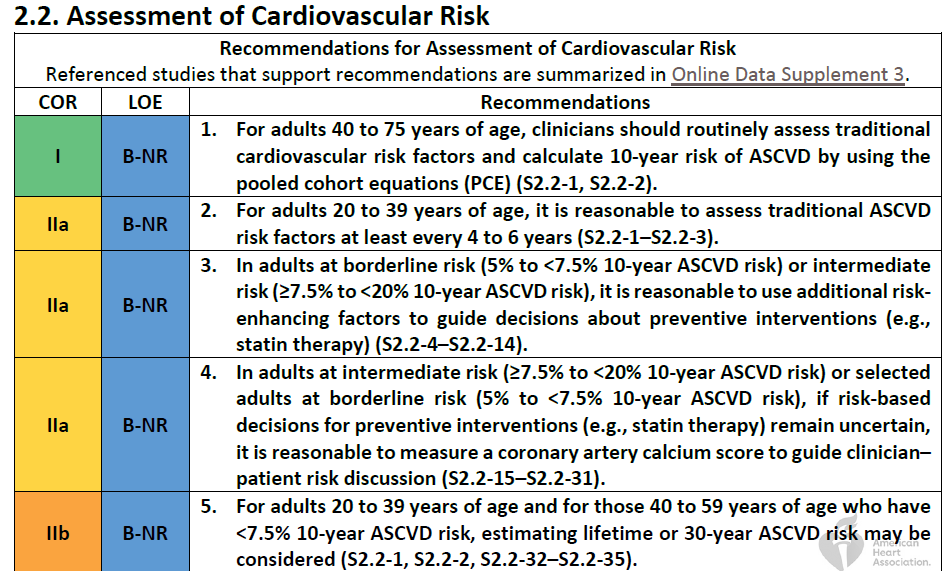 2.2. Assessment of Cardiovascular Risk
Recommendations for Assessment of Cardiovascular Risk
Referenced studies that support recommendations are summarized in Online Data Supplement 3.
COR LOE Recommendations
I B-NR 1. For adults 40 to 75 years of age, clinicians should routinely assess traditional
cardiovascular risk factors and calculate 10-year risk of ASCVD by using the
pooled cohort equations (PCE) (S2.2-1, S2.2-2).
IIa B-NR 2. For adults 20 to 39 years of age, it is reasonable to assess traditional ASCVD
risk factors at least every 4 to 6 years (S2.2-1–S2.2-3).
IIa B-NR 3. In adults at borderline risk (5% to <7.5% 10-year ASCVD risk) or intermediate
risk (≥7.5% to <20% 10-year ASCVD risk), it is reasonable to use additional risk-
enhancing factors to guide decisions about preventive interventions (e.g.,
statin therapy) (S2.2-4–S2.2-14).
IIa B-NR 4. In adults at intermediate risk (≥7.5% to <20% 10-year ASCVD risk) or selected
adults at borderline risk (5% to <7.5% 10-year ASCVD risk), if risk-based
decisions for preventive interventions (e.g., statin therapy) remain uncertain,
it is reasonable to measure a coronary artery calcium score to guide clinician–
patient risk discussion (S2.2-15–S2.2-31).
IIb B-NR 5. For adults 20 to 39 years of age and for those 40 to 59 years of age who have
<7.5% 10-year ASCVD risk, estimating lifetime or 30-year ASCVD risk may be
considered (S2.2-1, S2.2-2, S2.2-32–S2.2-35).
American
Heart
Association.